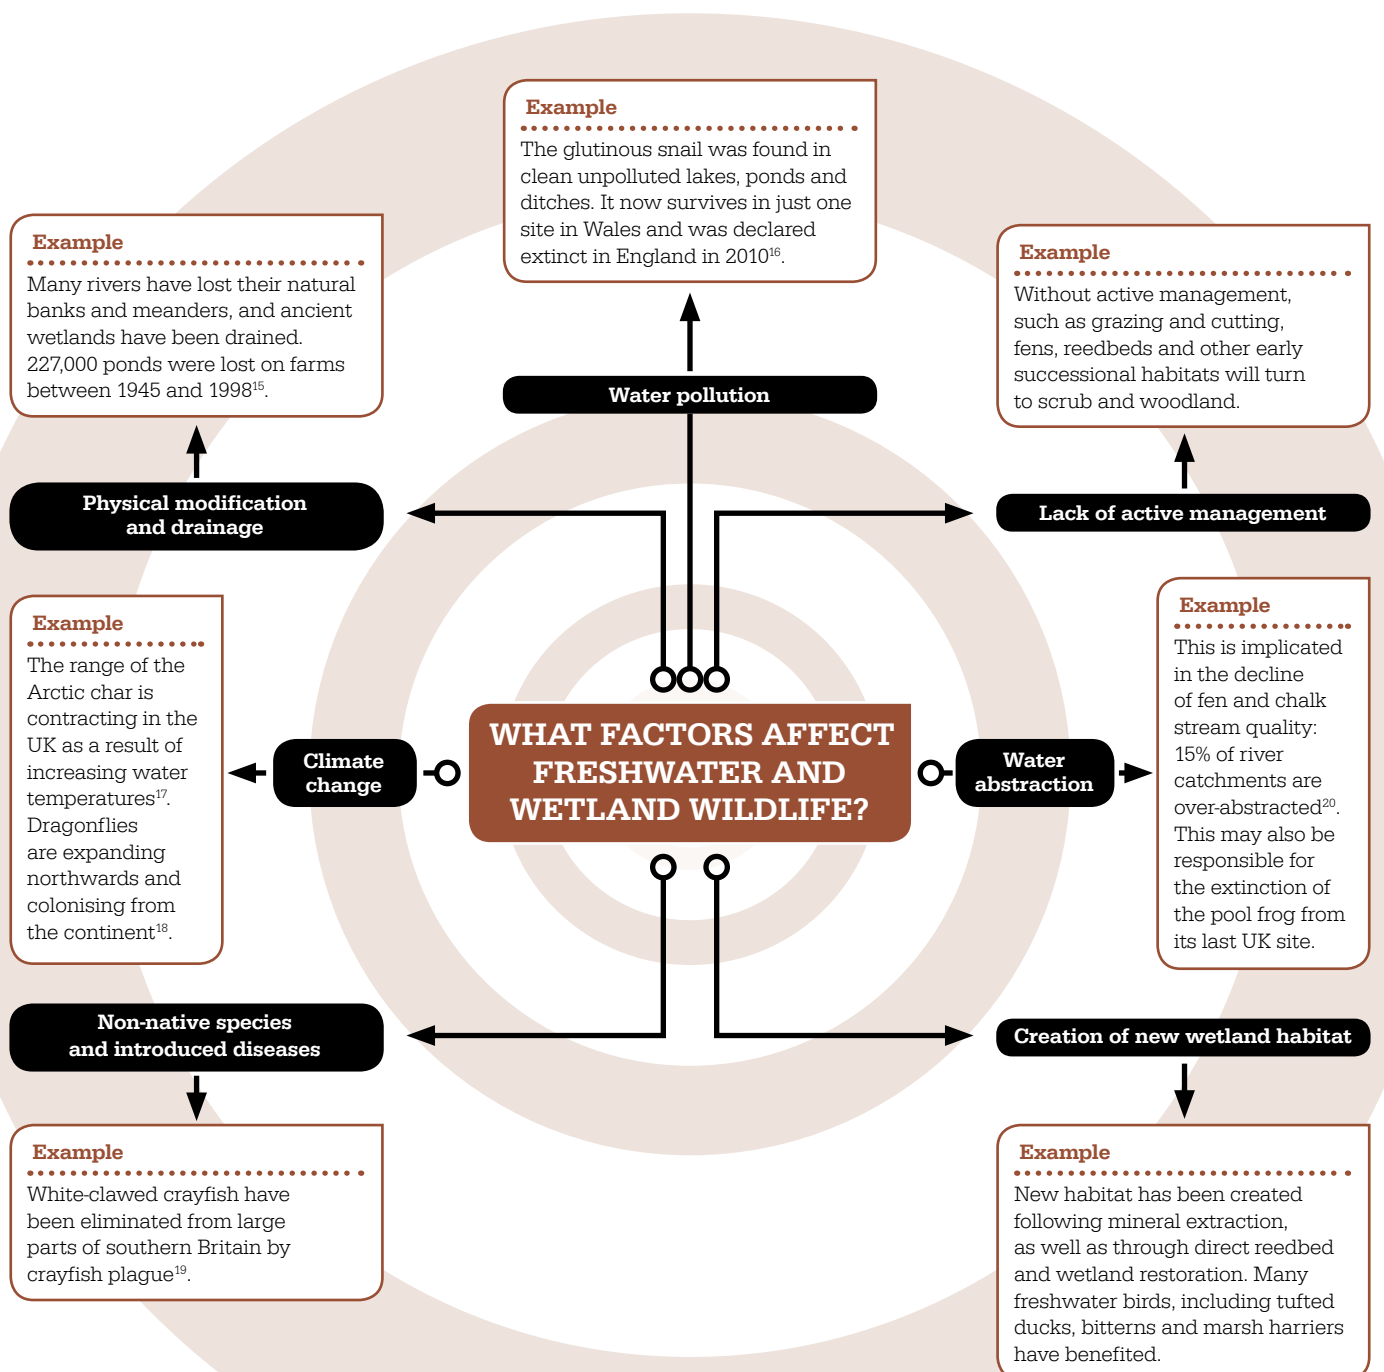 Example
The glutinous snail was found in
clean unpolluted lakes, ponds and
ditches. It now survives in just one
site in Wales and was declared
extinct in England in 2010¹⁶.
Water pollution
Example
Many rivers have lost their natural
banks and meanders, and ancient
wetlands have been drained.
227,000 ponds were lost on farms
between 1945 and 1998¹⁵.
Physical modification
and drainage
Example
Without active management,
such as grazing and cutting,
fens, reedbeds and other early
successional habitats will turn
to scrub and woodland.
Lack of active management
Example
The range of the
Arctic char is
contracting in the
UK as a result of
increasing water
temperatures¹⁷.
Dragonflies
are expanding
northwards and
colonising from
the continent¹⁸.
Climate
change
WHAT FACTORS AFFECT
FRESHWATER AND
WETLAND WILDLIFE?
Water
abstraction
Example
This is implicated
in the decline
of fen and chalk
stream quality:
15% of river
catchments are
over-abstracted²⁰.
This may also be
responsible for
the extinction of
the pool frog from
its last UK site.
Non-native species
and introduced diseases
Example
White-clawed crayfish have
been eliminated from large
parts of southern Britain by
crayfish plague¹⁹.
Creation of new wetland habitat
Example
New habitat has been created
following mineral extraction,
as well as through direct reedbed
and wetland restoration. Many
freshwater birds, including tufted
ducks, bitterns and marsh harriers
have benefited.